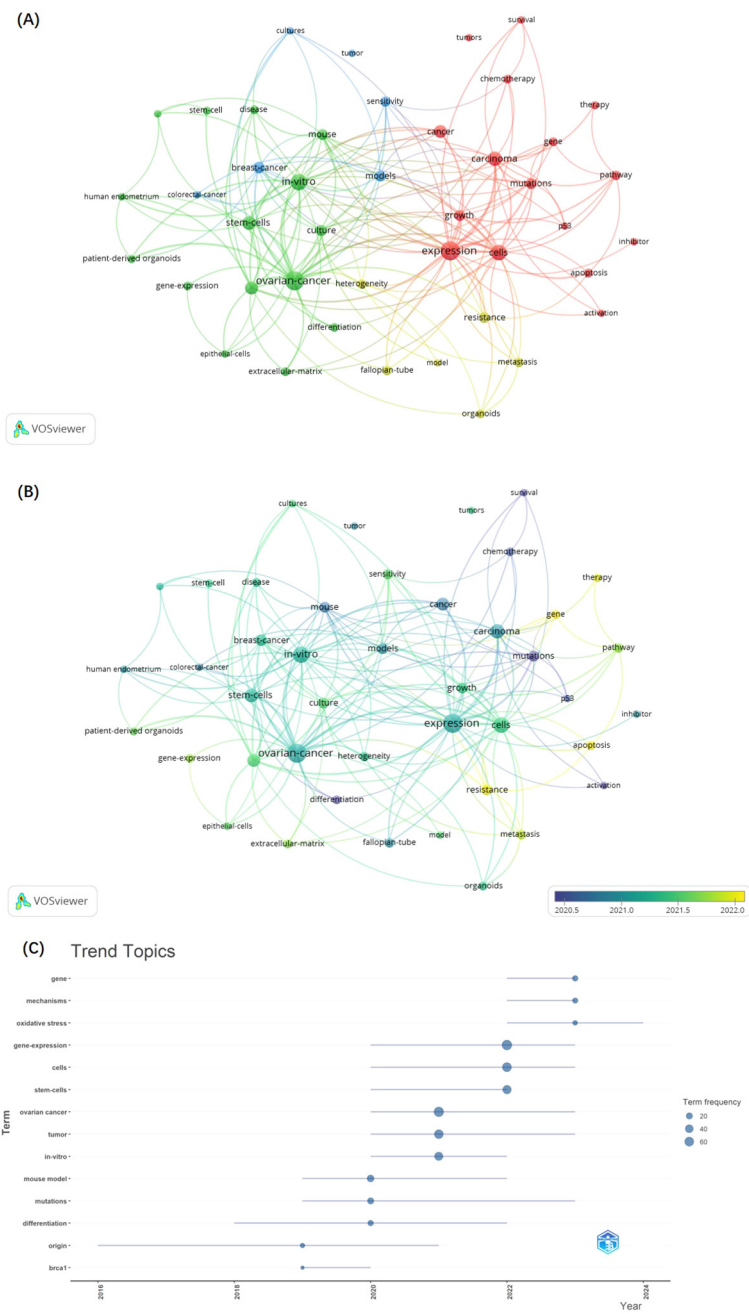 (A)
survival
cultures
tumors
tumor
chemotherapy
sensitivity
therapy
stem-cell
disease
mouse
cancer
gene
carcinoma
breast-cancer
in-vitro
models
pathway
mutations
human endometrium
colorectal-cancer
growth
stem-cells
culture
p53
expression
cells
inhibitor
patient-derived organoids
gene-expression
ovarian-cancer
heterogeneity
apoptosis
activation
resistance
differentiation
epithelial-cells
extracellular-matrix
fallopian-tube
model
metastasis
organoids
VOSviewer
(B)
survival
cultures
tumors
tumor
chemotherapy
sensitivity
therapy
stem-cell
disease
mouse
cancer
gene
carcinoma
breast-cancer
in-vitro
models
pathway
mutations
human endometrium
colorectal-cancer
growth
stem-cells
culture
p53
expression
cells
inhibitor
patient-derived organoids
gene-expression
ovarian-cancer
heterogeneity
apoptosis
activation
resistance
differentiation
epithelial-cells
extracellular-matrix
fallopian-tube
model
metastasis
organoids
VOSviewer
2020.5 2021.0 2021.5 2022.0
(C) Trend Topics
gene
mechanisms
oxidative stress
gene-expression
cells
stem-cells
ovarian cancer
tumor
in-vitro
mouse model
mutations
differentiation
origin
brca1
Term
Term frequency
20
40
60
2016 2018 2020 2022 2024
Year